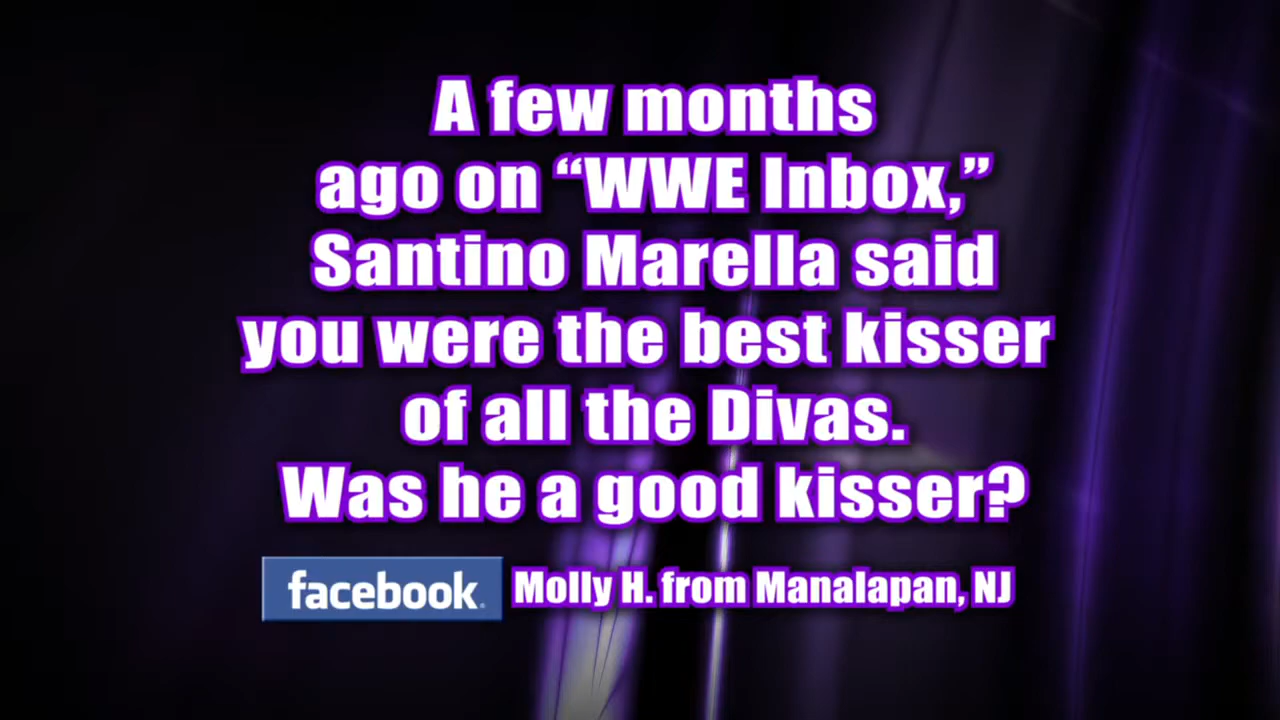 A few months
ago on “WWE Inbox,”
Santino Marella said
you were the best kisser
of all the Divas.
Was he a good kisser?
facebook. Molly H. from Manalapan, NJ